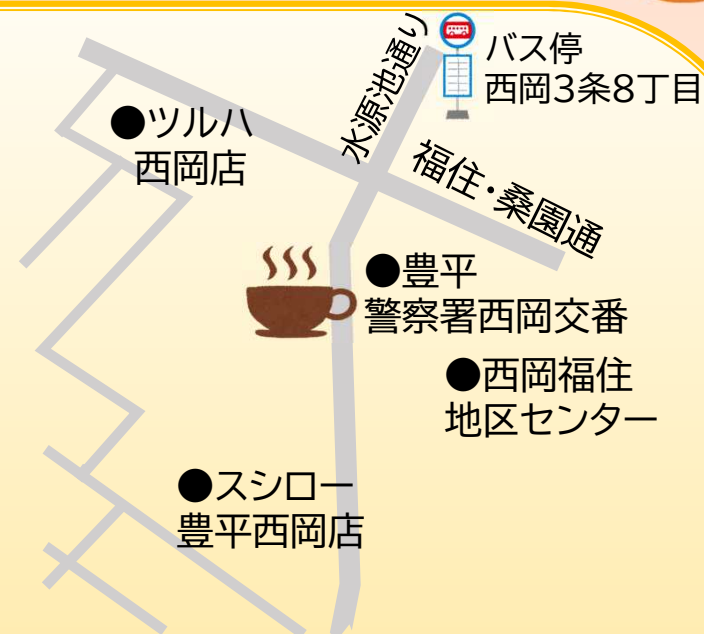 バス停
西岡3条8丁目
水源池通り
福住・桑園通
●ツルハ
西岡店
●豊平
警察署西岡交番
●西岡福住
地区センター
●スシロー
豊平西岡店